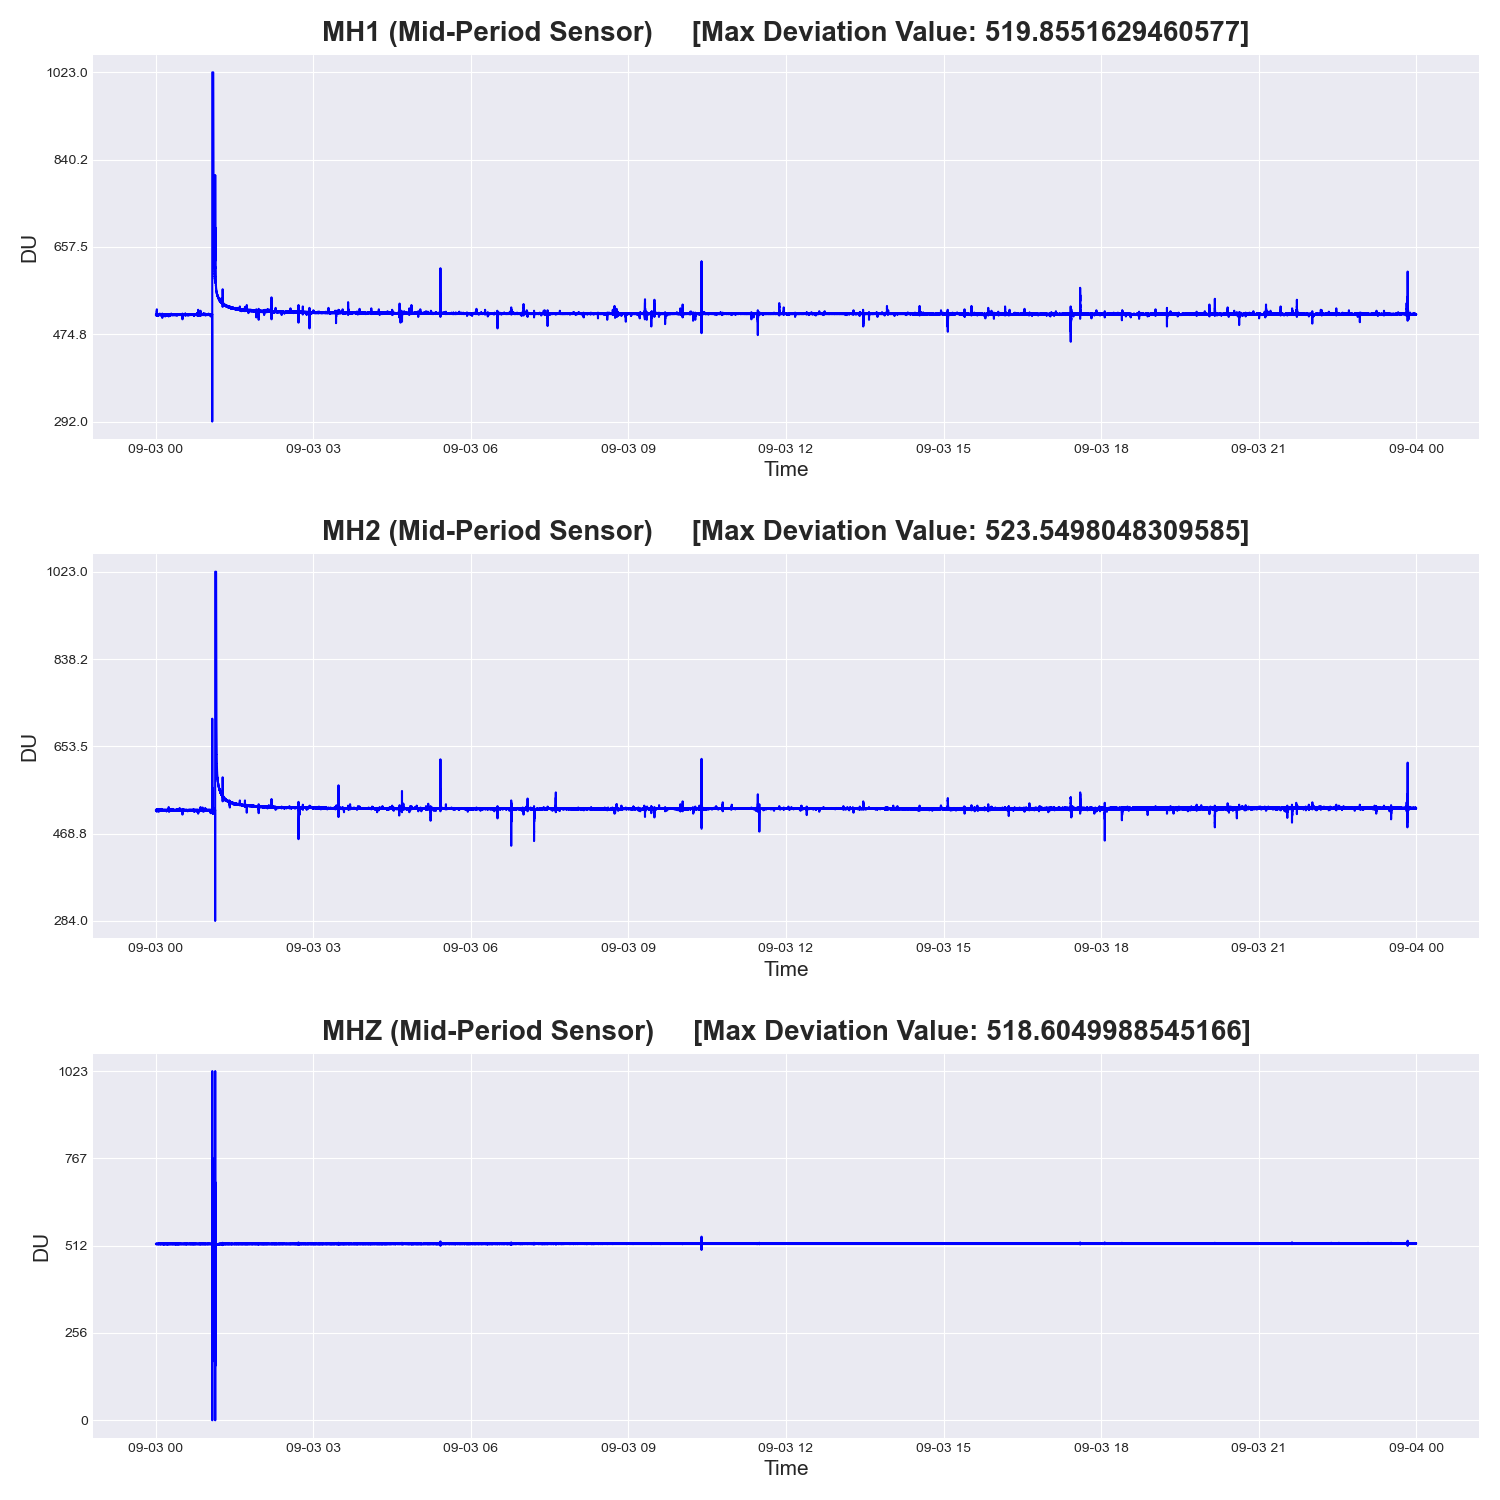 MH1 (Mid-Period Sensor) [Max Deviation Value: 519.8551629460577]
1023.0
840.2
657.5
474.8
292.0
DU
09-03 00 09-03 03 09-03 06 09-03 09 09-03 12 09-03 15 09-03 18 09-03 21 09-04 00
Time
MH2 (Mid-Period Sensor) [Max Deviation Value: 523.5498048309585]
1023.0
838.2
653.5
468.8
284.0
DU
09-03 00 09-03 03 09-03 06 09-03 09 09-03 12 09-03 15 09-03 18 09-03 21 09-04 00
Time
MHZ (Mid-Period Sensor) [Max Deviation Value: 518.6049988545166]
1023
767
512
256
0
DU
09-03 00 09-03 03 09-03 06 09-03 09 09-03 12 09-03 15 09-03 18 09-03 21 09-04 00
Time